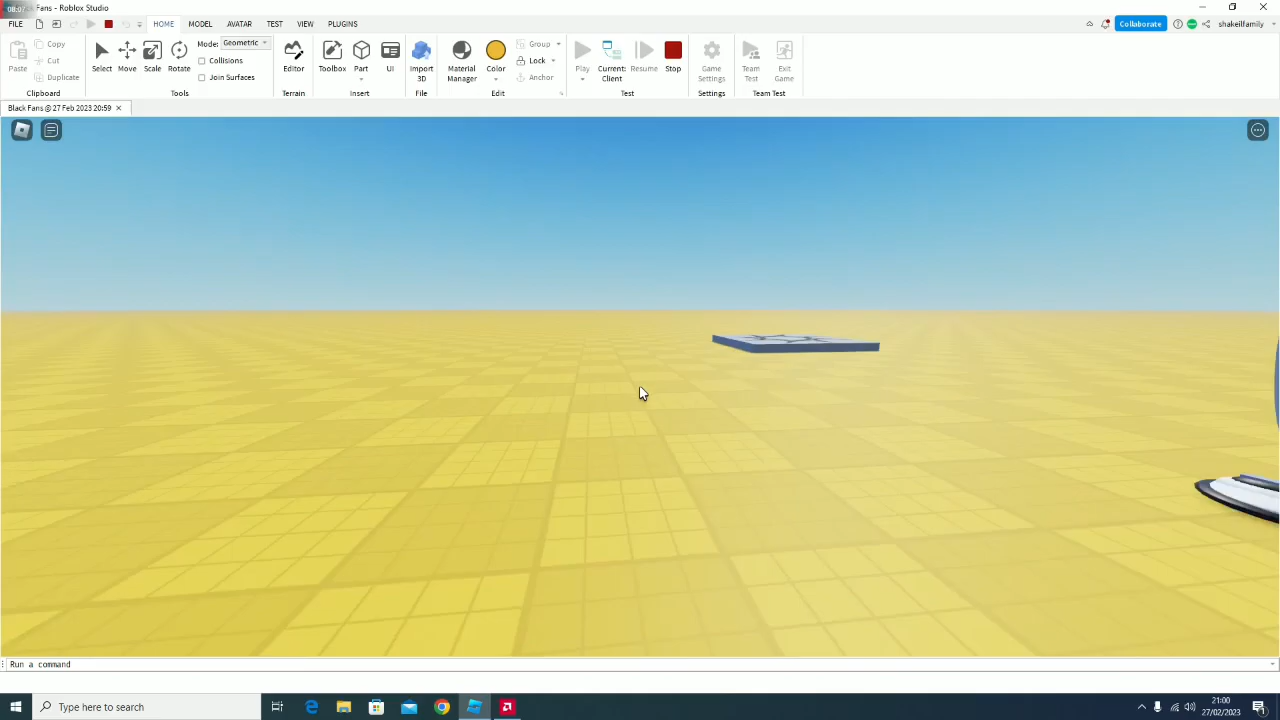 08:07
Fans - Roblox Studio
FILE
HOME MODEL AVATAR TEST VIEW PLUGINS
Collaborate
shakeilfamily
Paste
Copy
Cut
Duplicate
Clipboard
Select
Move
Scale
Rotate
Mode: Geometric
Collisions
Join Surfaces
Tools
Editor
Terrain
Toolbox
Part
UI
Insert
Import
3D
File
Material
Manager
Color
Group
Lock
Anchor
Edit
Play
Current:
Client
Resume
Stop
Test
Game
Settings
Settings
Team
Test
Exit
Game
Team Test
Black Fans @ 27 Feb 2023 20:59
Run a command
Type here to search
21:00
27/02/2023
1